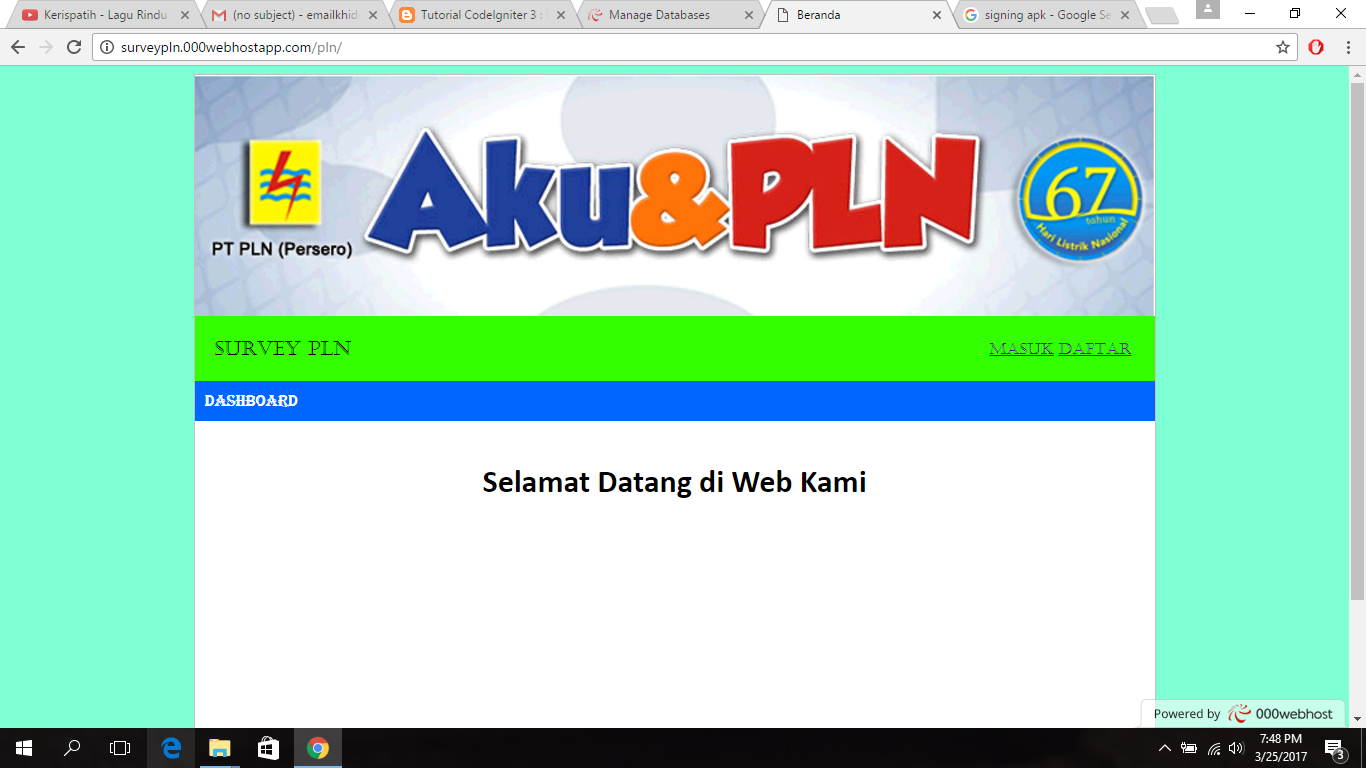 Kerispatih - Lagu Rindu
(no subject) - emailkhid
Tutorial CodeIgniter 3 :
Manage Databases
Beranda
signing apk - Google Se
surveypln.000webhostapp.com/pln/
PT PLN (Persero)
Aku&PLN
67
tahun
Hari Listrik Nasional
SURVEY PLN
MASUK DAFTAR
DASHBOARD
Selamat Datang di Web Kami
Powered by 000webhost
7:48 PM
3/25/2017
3